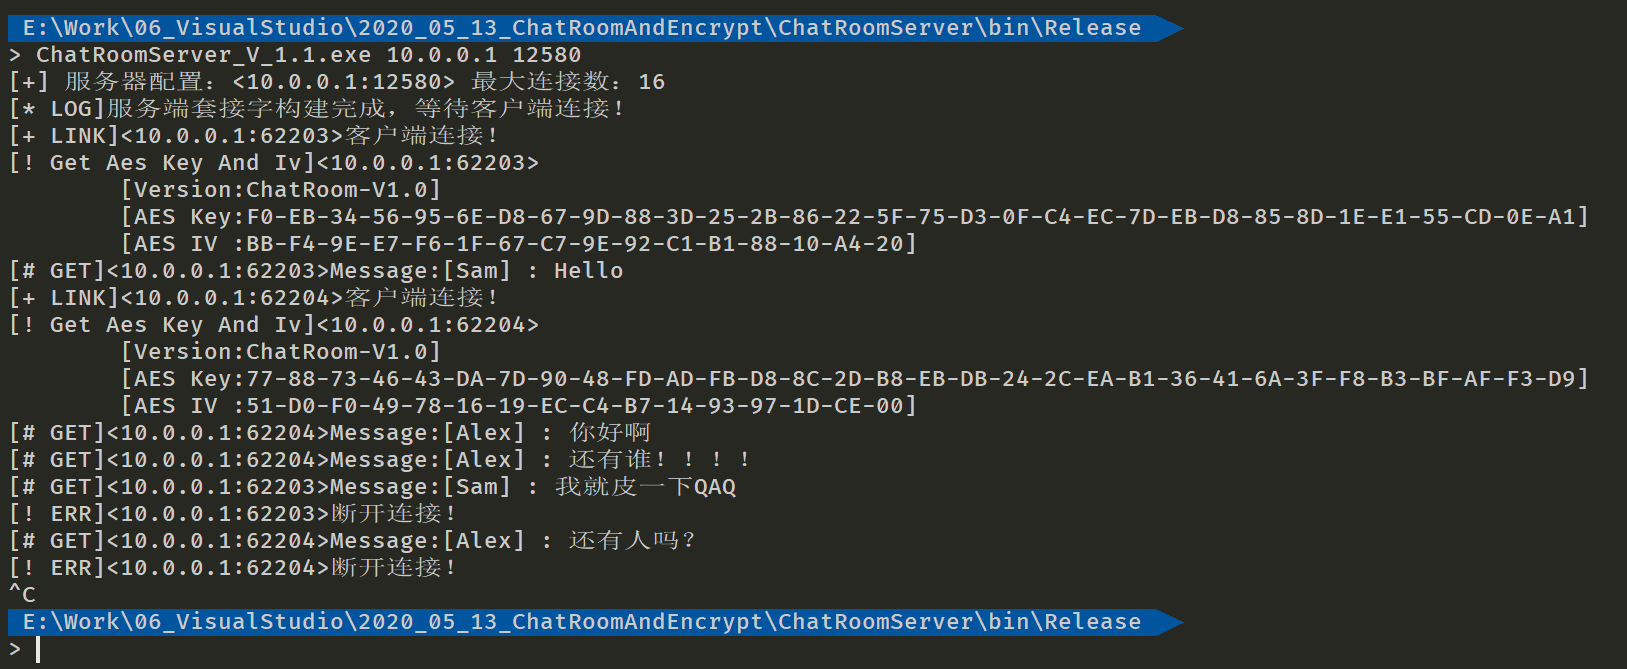 E:\Work\06_VisualStudio\2020_05_13_ChatRoomAndEncrypt\ChatRoomServer\bin\Release
> ChatRoomServer_V_1.1.exe 10.0.0.1 12580
[+] 服务器配置：<10.0.0.1:12580> 最大连接数：16
[* LOG]服务端套接字构建完成，等待客户端连接！
[+ LINK]<10.0.0.1:62203>客户端连接！
[! Get Aes Key And Iv]<10.0.0.1:62203>
[Version:ChatRoom-V1.0]
[AES Key:F0-EB-34-56-95-6E-D8-67-9D-88-3D-25-2B-86-22-5F-75-D3-0F-C4-EC-7D-EB-D8-85-8D-1E-E1-55-CD-0E-A1]
[AES IV :BB-F4-9E-E7-F6-1F-67-C7-9E-92-C1-B1-88-10-A4-20]
[# GET]<10.0.0.1:62203>Message:[Sam] : Hello
[+ LINK]<10.0.0.1:62204>客户端连接！
[! Get Aes Key And Iv]<10.0.0.1:62204>
[Version:ChatRoom-V1.0]
[AES Key:77-88-73-46-43-DA-7D-90-48-FD-AD-FB-D8-8C-2D-B8-EB-DB-24-2C-EA-B1-36-41-6A-3F-F8-B3-BF-AF-F3-D9]
[AES IV :51-D0-F0-49-78-16-19-EC-C4-B7-14-93-97-1D-CE-00]
[# GET]<10.0.0.1:62204>Message:[Alex] : 你好啊
[# GET]<10.0.0.1:62204>Message:[Alex] : 还有谁！！！！
[# GET]<10.0.0.1:62203>Message:[Sam] : 我就皮一下QAQ
[! ERR]<10.0.0.1:62203>断开连接！
[# GET]<10.0.0.1:62204>Message:[Alex] : 还有人吗？
[! ERR]<10.0.0.1:62204>断开连接！
^C
E:\Work\06_VisualStudio\2020_05_13_ChatRoomAndEncrypt\ChatRoomServer\bin\Release
>